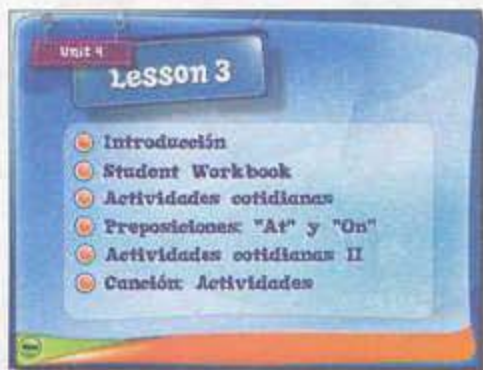 Unit 4
Lesson 3
Introducción
Student Workbook
Actividades cotidianas
Preposiciones: "At" y "On"
Actividades cotidianas II
Canción: Actividades